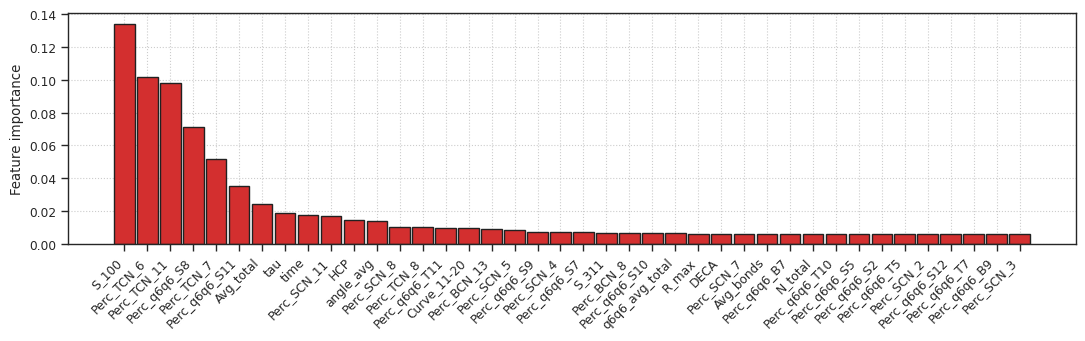 Feature importance
0.14
0.12
0.10
0.08
0.06
0.04
0.02
0.00
S_100
Perc_TCN_6
Perc_TCN_11
Perc_q6q6_S8
Perc_TCN_7
Perc_q6q6_S11
Avg_total
tau
time
Perc_SCN_11
HCP
angle_avg
Perc_SCN_8
Perc_TCN_8
Perc_q6q6_T11
Curve_11-20
Perc_BCN_13
Perc_SCN_5
Perc_q6q6_S9
Perc_SCN_4
Perc_q6q6_S7
S_311
Perc_BCN_8
Perc_q6q6_S10
q6q6_avg_total
R_max
DECA
Perc_SCN_7
Avg_bonds
Perc_q6q6_B7
N_total
Perc_q6q6_T10
Perc_q6q6_S5
Perc_q6q6_S2
Perc_q6q6_T5
Perc_SCN_2
Perc_q6q6_S12
Perc_q6q6_T7
Perc_q6q6_B9
Perc_SCN_3